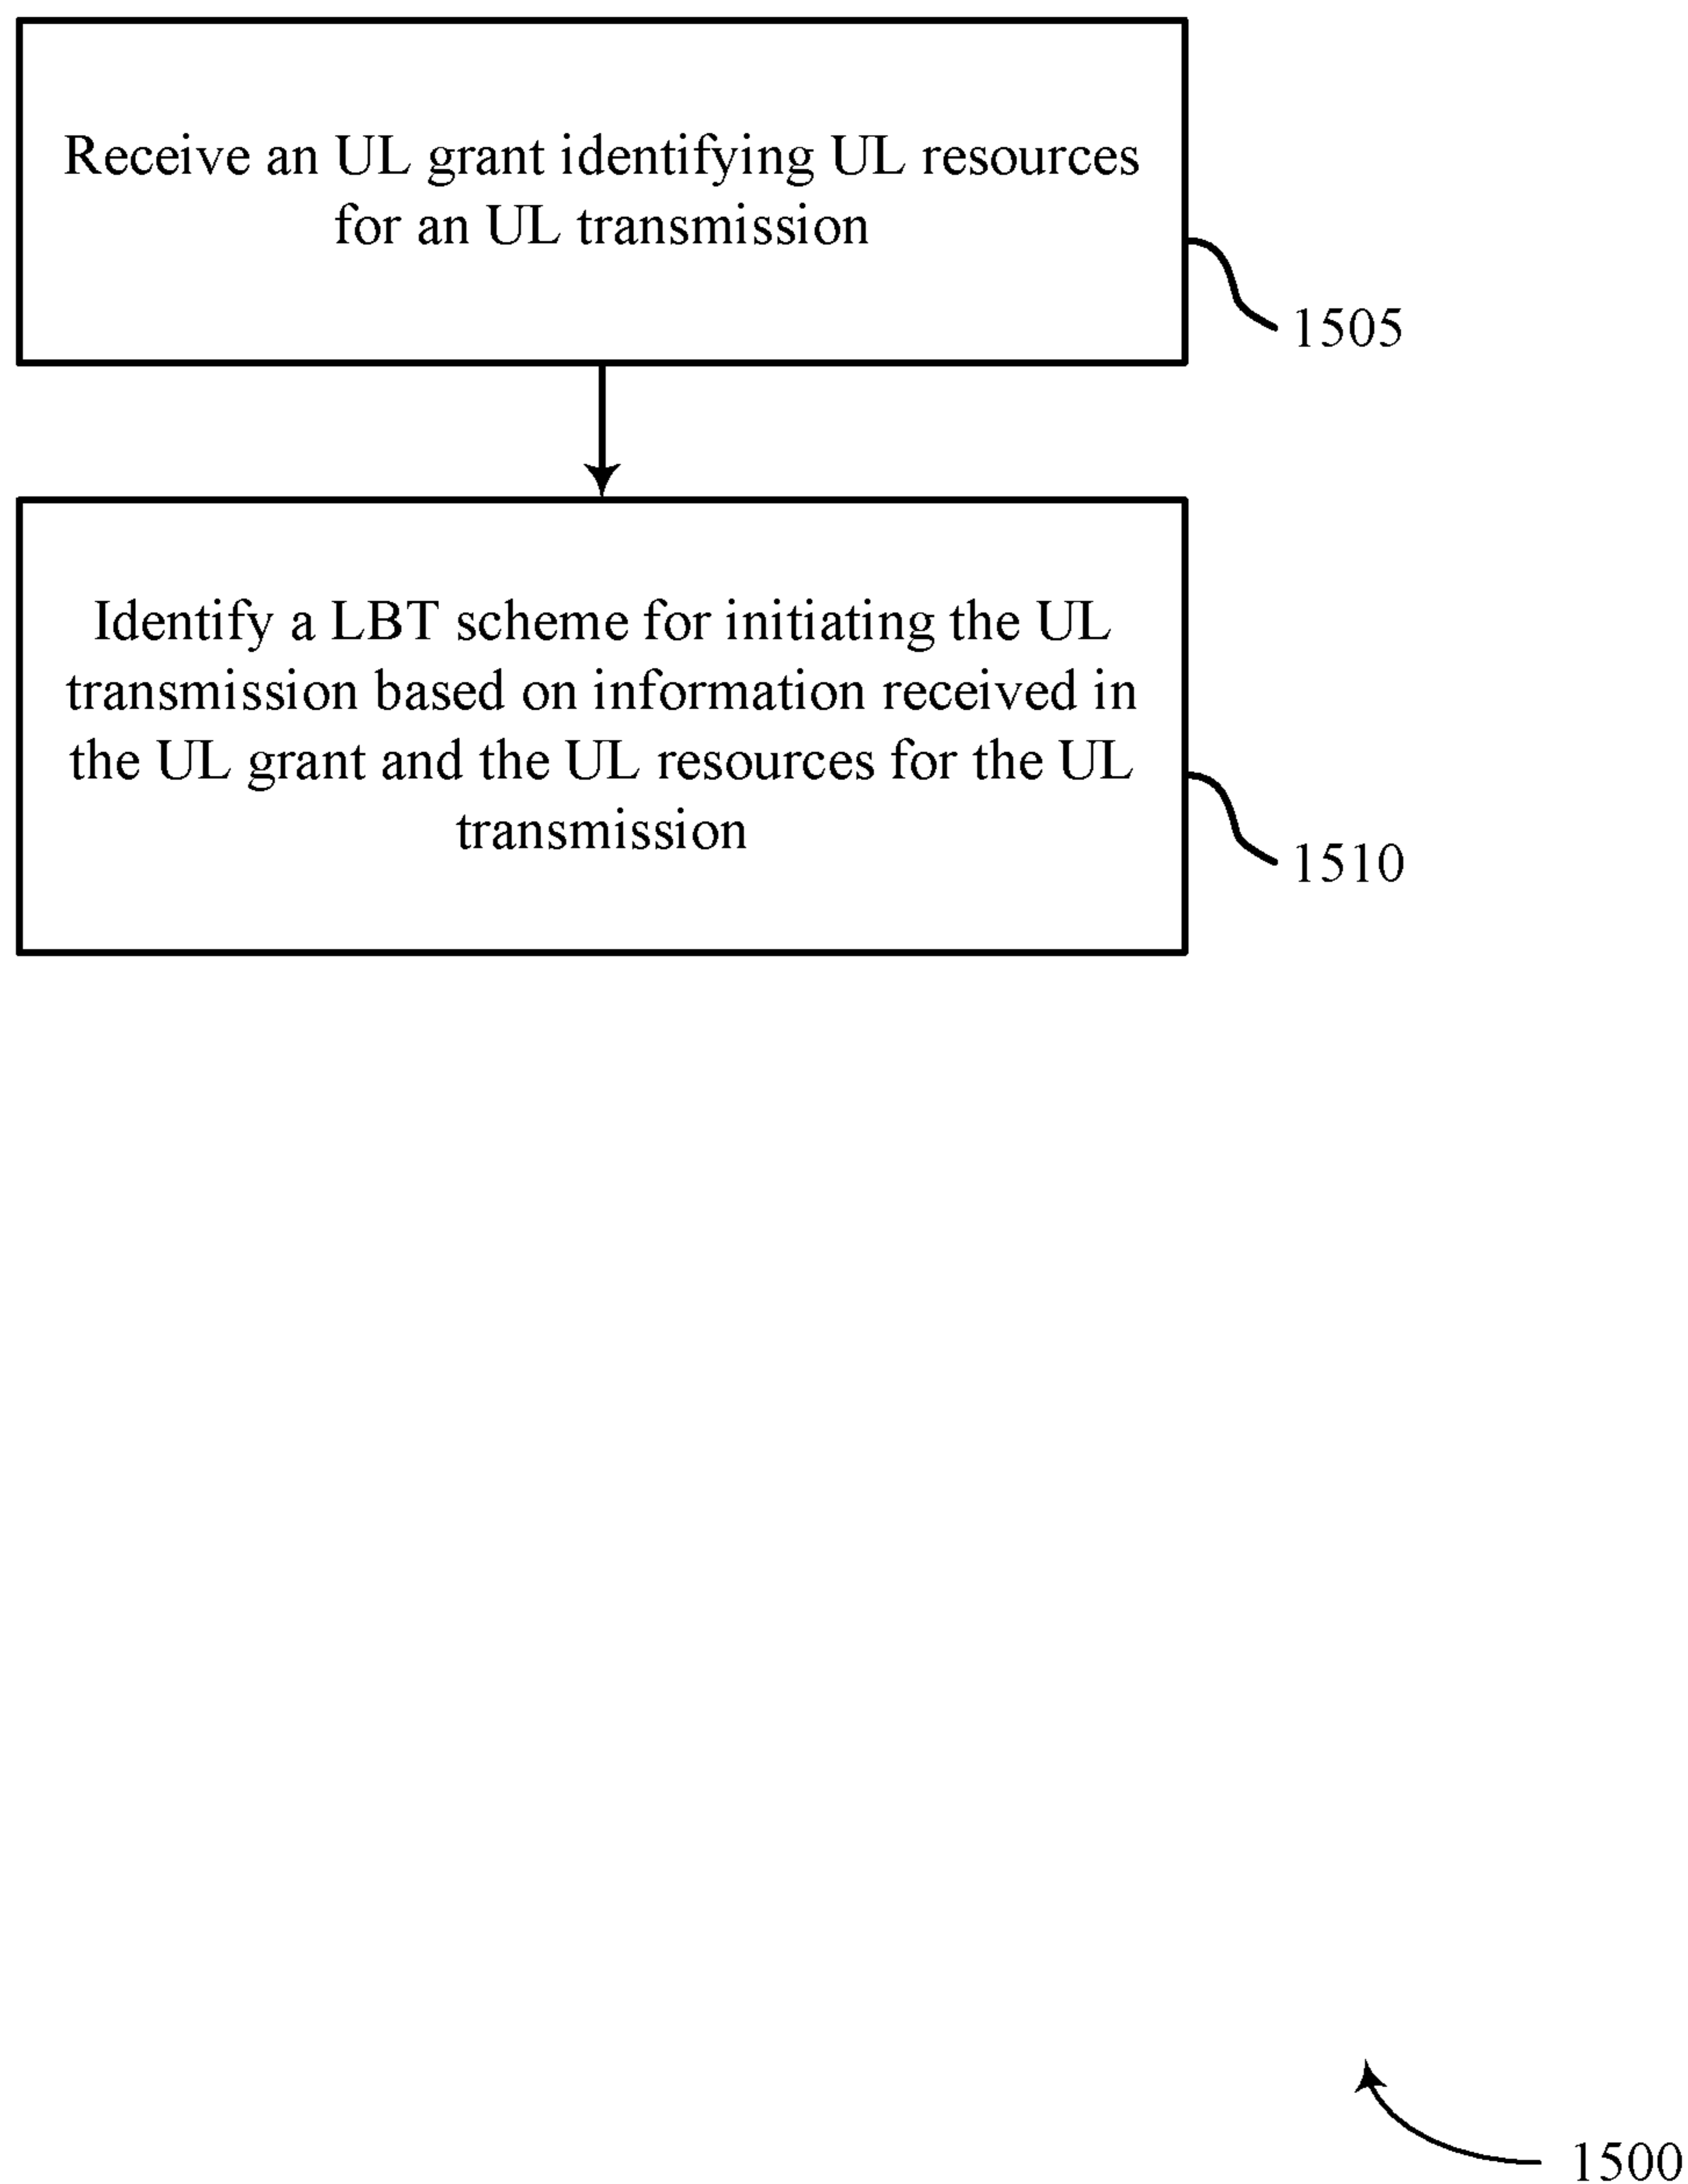 Receive an UL grant identifying UL resources
for an UL transmission
1505
Identify a LBT scheme for initiating the UL
transmission based on information received in
the UL grant and the UL resources for the UL
transmission
1510
1500